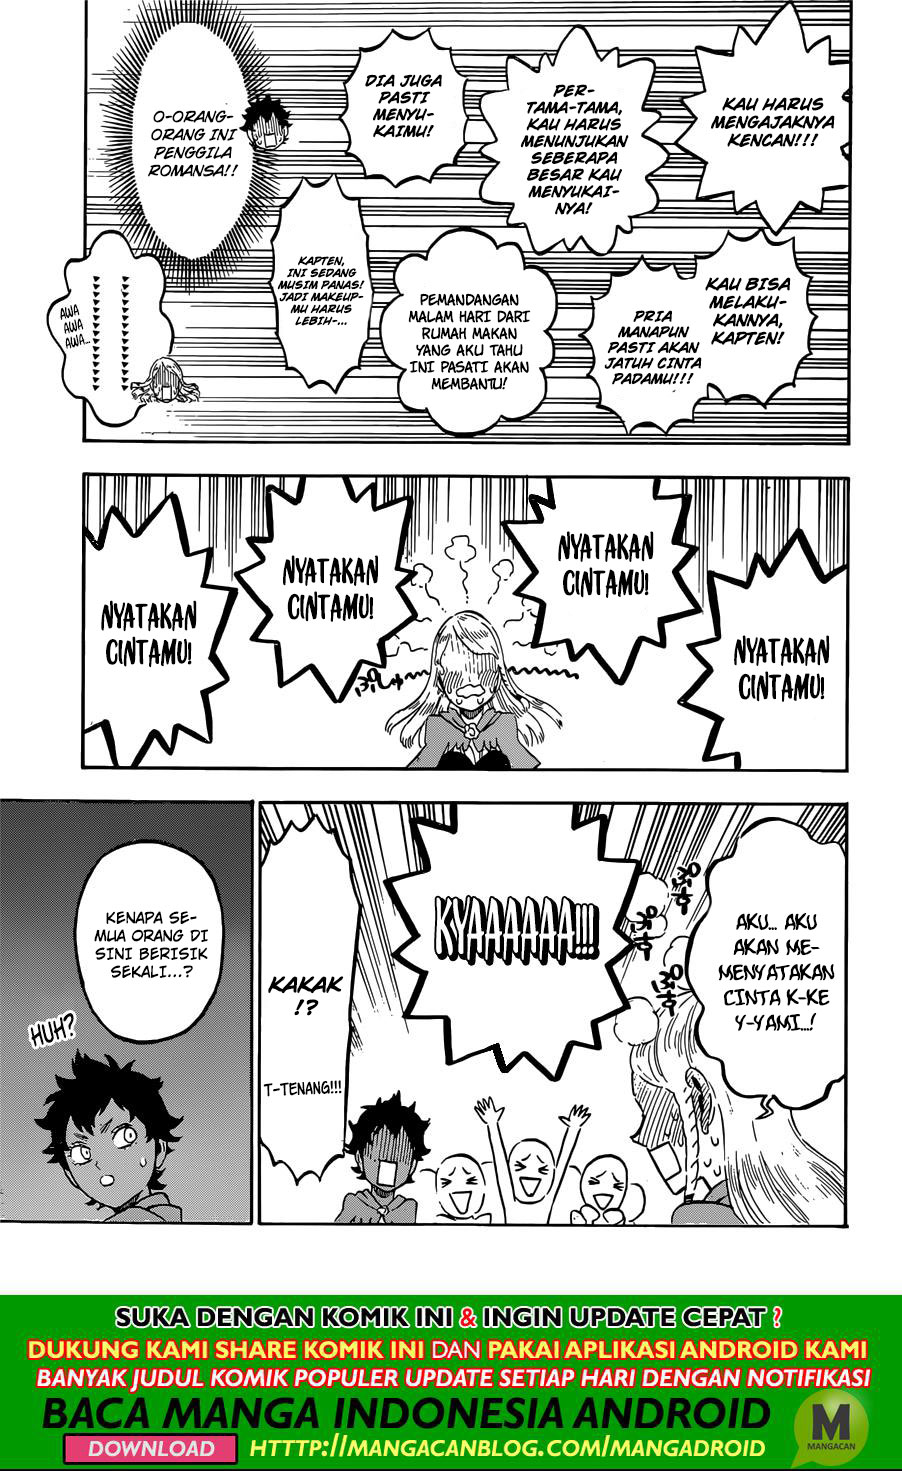 KAU HARUS
MENGAJAKNYA
KENCAN!!!
PER-
TAMA-TAMA,
KAU HARUS
MENUNJUKAN
SEBERAPA
BESAR KAU
MENYUKAI-
NYA!
DIA JUGA
PASTI
MENYU-
KAIMU!
O-ORANG-
ORANG INI
PENGGILA
ROMANSA!!
KAU BISA
MELAKU-
KANNYA,
KAPTEN!
PRIA
MANAPUN
PASTI AKAN
JATUH CINTA
PADAMU!!!
PEMANDANGAN
MALAM HARI DARI
RUMAH MAKAN
YANG AKU TAHU
INI PASATI AKAN
MEMBANTU!
KAPTEN,
INI SEDANG
MUSIM PANAS!
JADI MAKEUP-
MU HARUS
LEBIH-...
AWA
AWA
AWA...
NYATAKAN
CINTAMU!
NYATAKAN
CINTAMU!
NYATAKAN
CINTAMU!
NYATAKAN
CINTAMU!
ぷしゅ
AKU... AKU
AKAN ME-
MENYATAKAN
CINTA K-KE
Y-YAMI...!
KYAAAAAA!!!
KAKAK
!?
T-TENANG!!!
KENAPA SE-
MUA ORANG DI
SINI BERISIK
SEKALI...?
HUH?
SUKA DENGAN KOMIK INI & INGIN UPDATE CEPAT ?
DUKUNG KAMI SHARE KOMIK INI DAN PAKAI APLIKASI ANDROID KAMI
BANYAK JUDUL KOMIK POPULER UPDATE SETIAP HARI DENGAN NOTIFIKASI
BACA MANGA INDONESIA ANDROID
DOWNLOAD HTTTP://MANGACANBLOG.COM/MANGADROID
M
MANGACAN